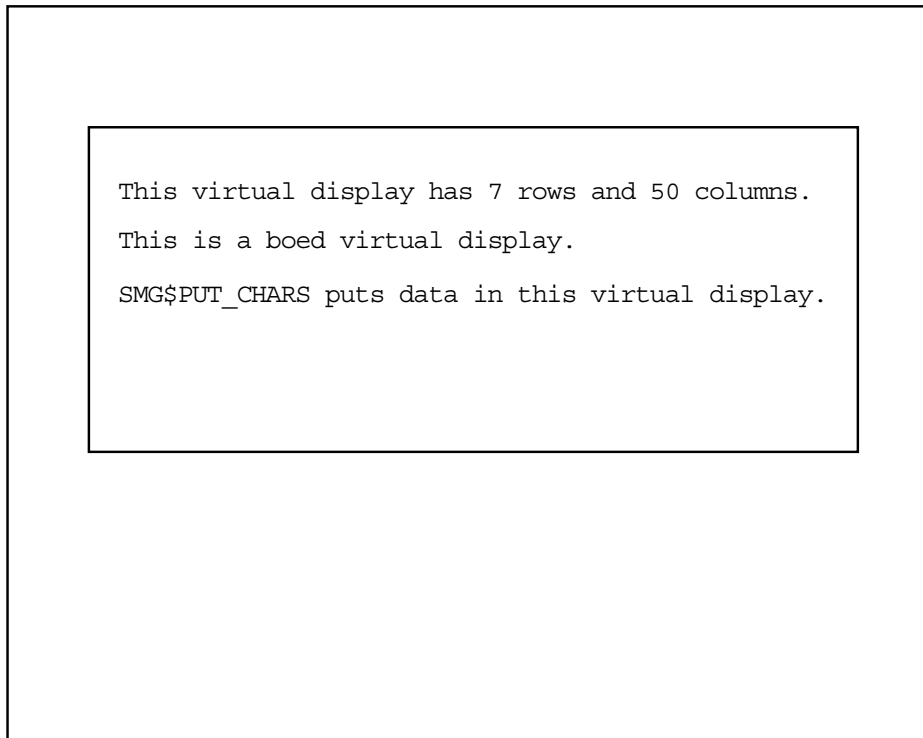 This virtual display has 7 rows and 50 columns.
This is a boed virtual display.
SMG$PUT_CHARS puts data in this virtual display.